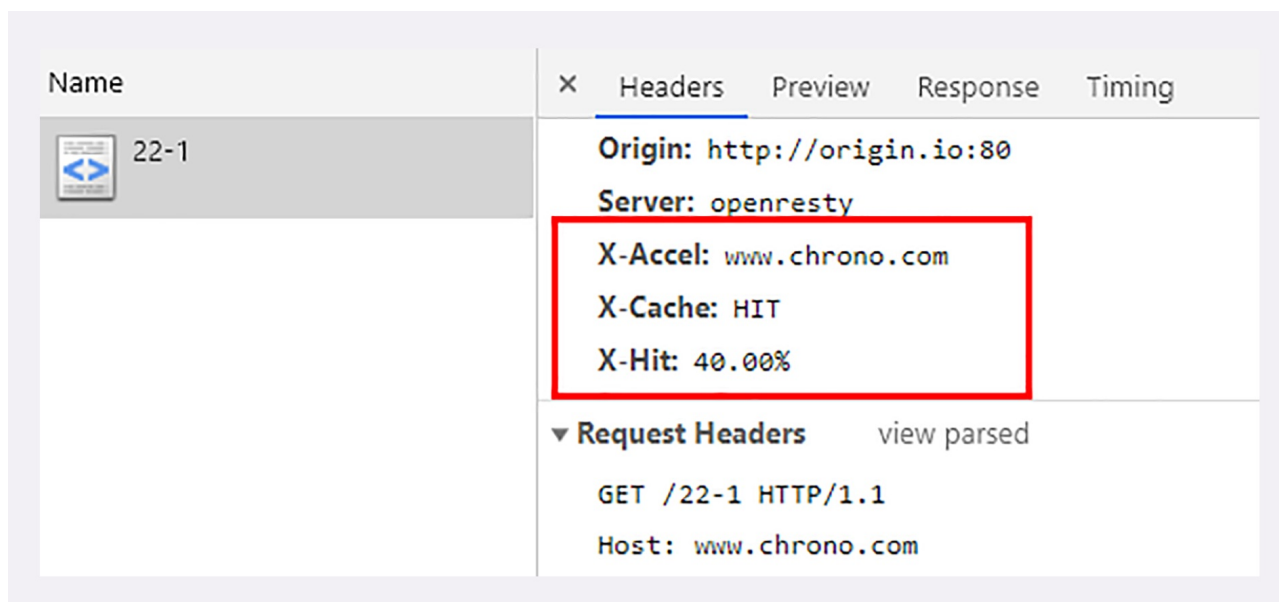 Name
× Headers Preview Response Timing
22-1
Origin: http://origin.io:80
Server: openresty
X-Accel: www.chrono.com
X-Cache: HIT
X-Hit: 40.00%
▼ Request Headers view parsed
GET /22-1 HTTP/1.1
Host: www.chrono.com